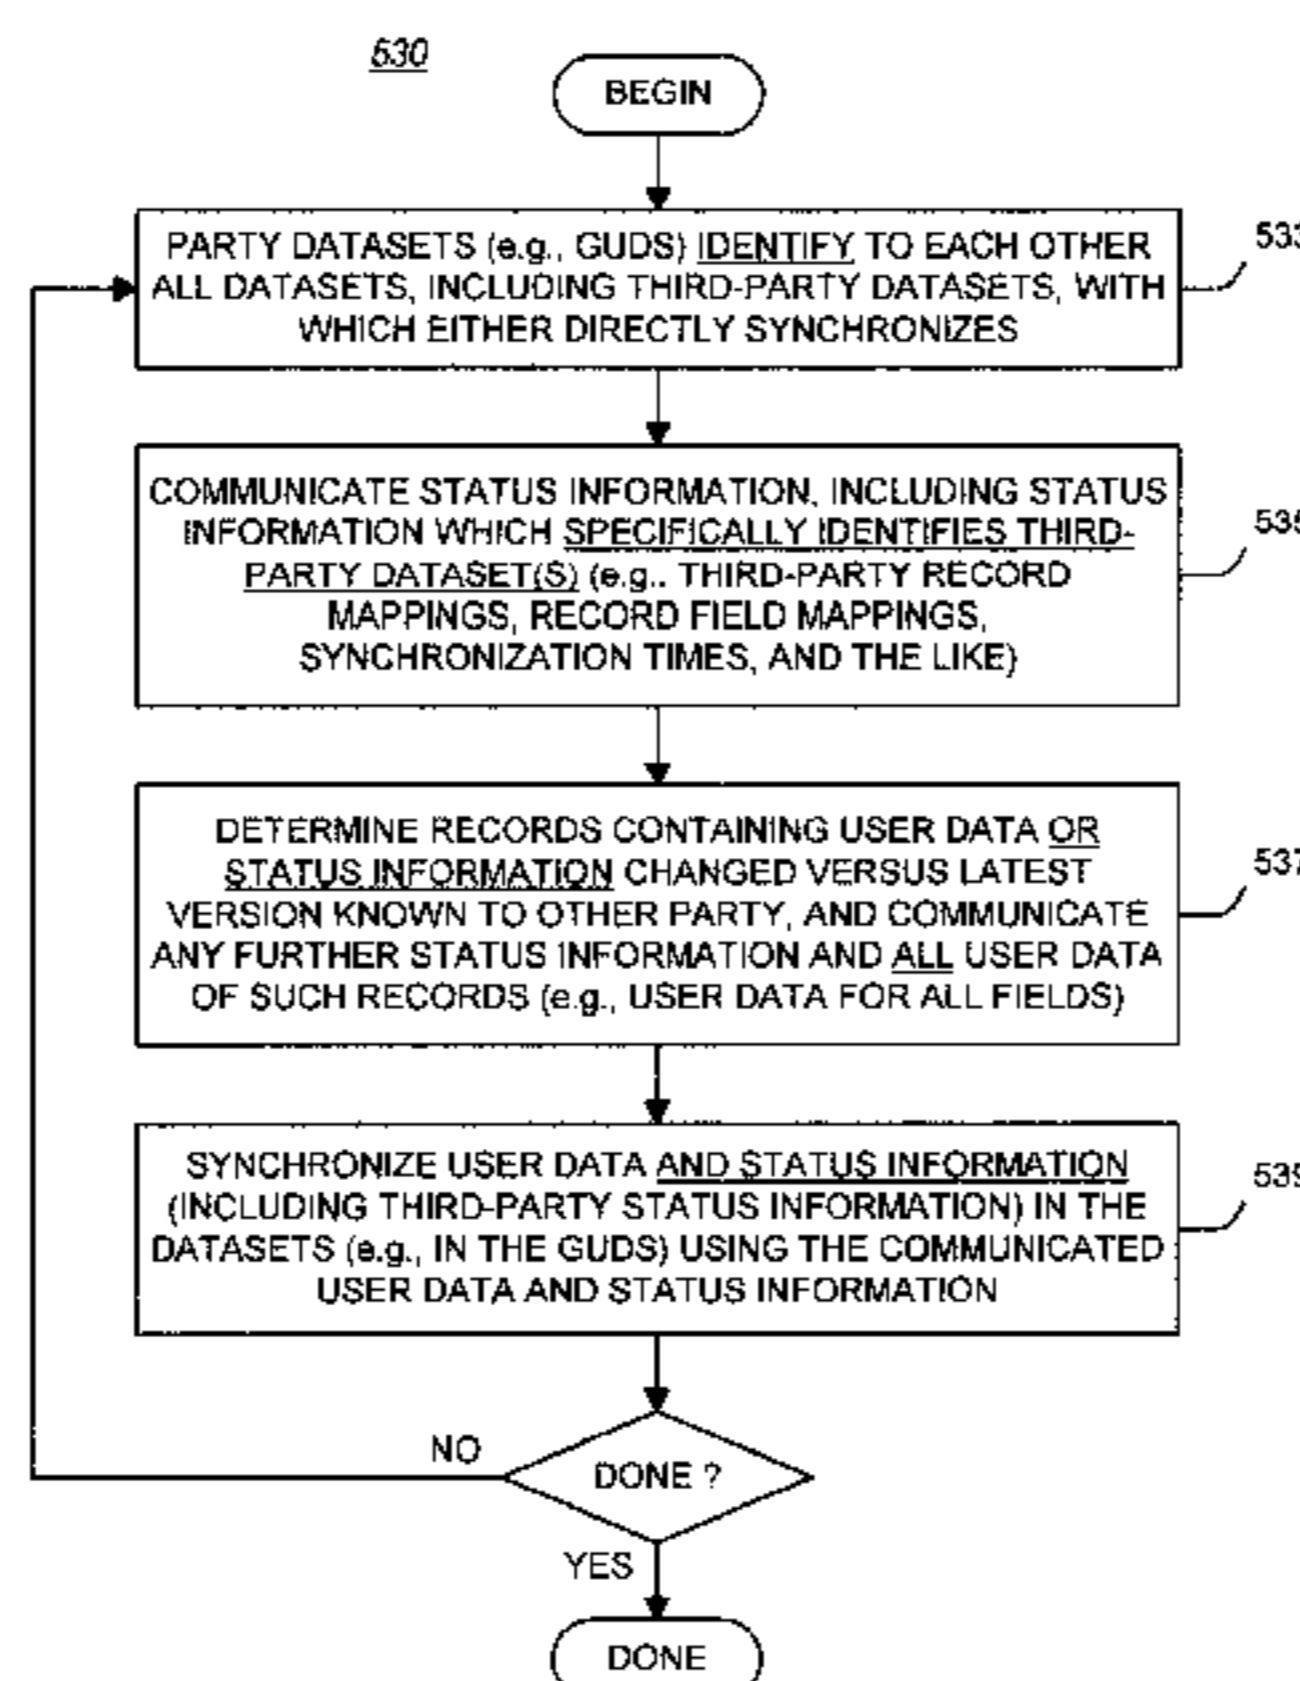 530
BEGIN
PARTY DATASETS (e.g., GUDS) IDENTIFY TO EACH OTHER
ALL DATASETS, INCLUDING THIRD-PARTY DATASETS, WITH
WHICH EITHER DIRECTLY SYNCHRONIZES
533
COMMUNICATE STATUS INFORMATION, INCLUDING STATUS
INFORMATION WHICH SPECIFICALLY IDENTIFIES THIRD-
PARTY DATASET(S) (e.g.. THIRD-PARTY RECORD
MAPPINGS, RECORD FIELD MAPPINGS,
SYNCHRONIZATION TIMES, AND THE LIKE)
535
DETERMINE RECORDS CONTAINING USER DATA OR
STATUS INFORMATION CHANGED VERSUS LATEST
VERSION KNOWN TO OTHER PARTY, AND COMMUNICATE
ANY FURTHER STATUS INFORMATION AND ALL USER DATA
OF SUCH RECORDS (e.g., USER DATA FOR ALL FIELDS)
537
SYNCHRONIZE USER DATA AND STATUS INFORMATION
(INCLUDING THIRD-PARTY STATUS INFORMATION) IN THE
DATASETS (e.g., IN THE GUDS) USING THE COMMUNICATED
USER DATA AND STATUS INFORMATION
539
NO
DONE ?
YES
DONE